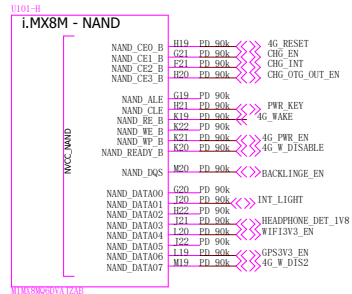 U101-H
i.MX8M - NAND
NAND_CE0_B H19 PD 90k 4G_RESET
NAND_CE1_B G21 PD 90k CHG_EN
NAND_CE2_B F21 PD 90k CHG_INT
NAND_CE3_B H20 PD 90k CHG_OTG_OUT_EN
NAND_ALE G19 PD 90k
NAND_CLE H21 PD 90k PWR_KEY
NAND_RE_B K19 PD 90k 4G_WAKE
NAND_WE_B K22 PD 90k
NAND_WP_B K21 PD 90k 4G_PWR_EN
NAND_READY_B K20 PD 90k 4G_W_DISABLE
NVCC_NAND
NAND_DQS M20 PD 90k BACKLINGE_EN
NAND_DATA00 G20 PD 90k
NAND_DATA01 J20 PD 90k INT_LIGHT
NAND_DATA02 H22 PD 90k
NAND_DATA03 J21 PD 90k HEADPHONE_DET_1V8
NAND_DATA04 L20 PD 90k WIFI3V3_EN
NAND_DATA05 J22 PD 90k
NAND_DATA06 L19 PD 90k GPS3V3_EN
NAND_DATA07 M19 PD 90k 4G_W_DIS2
MIMX8MQ6DVAJZAB